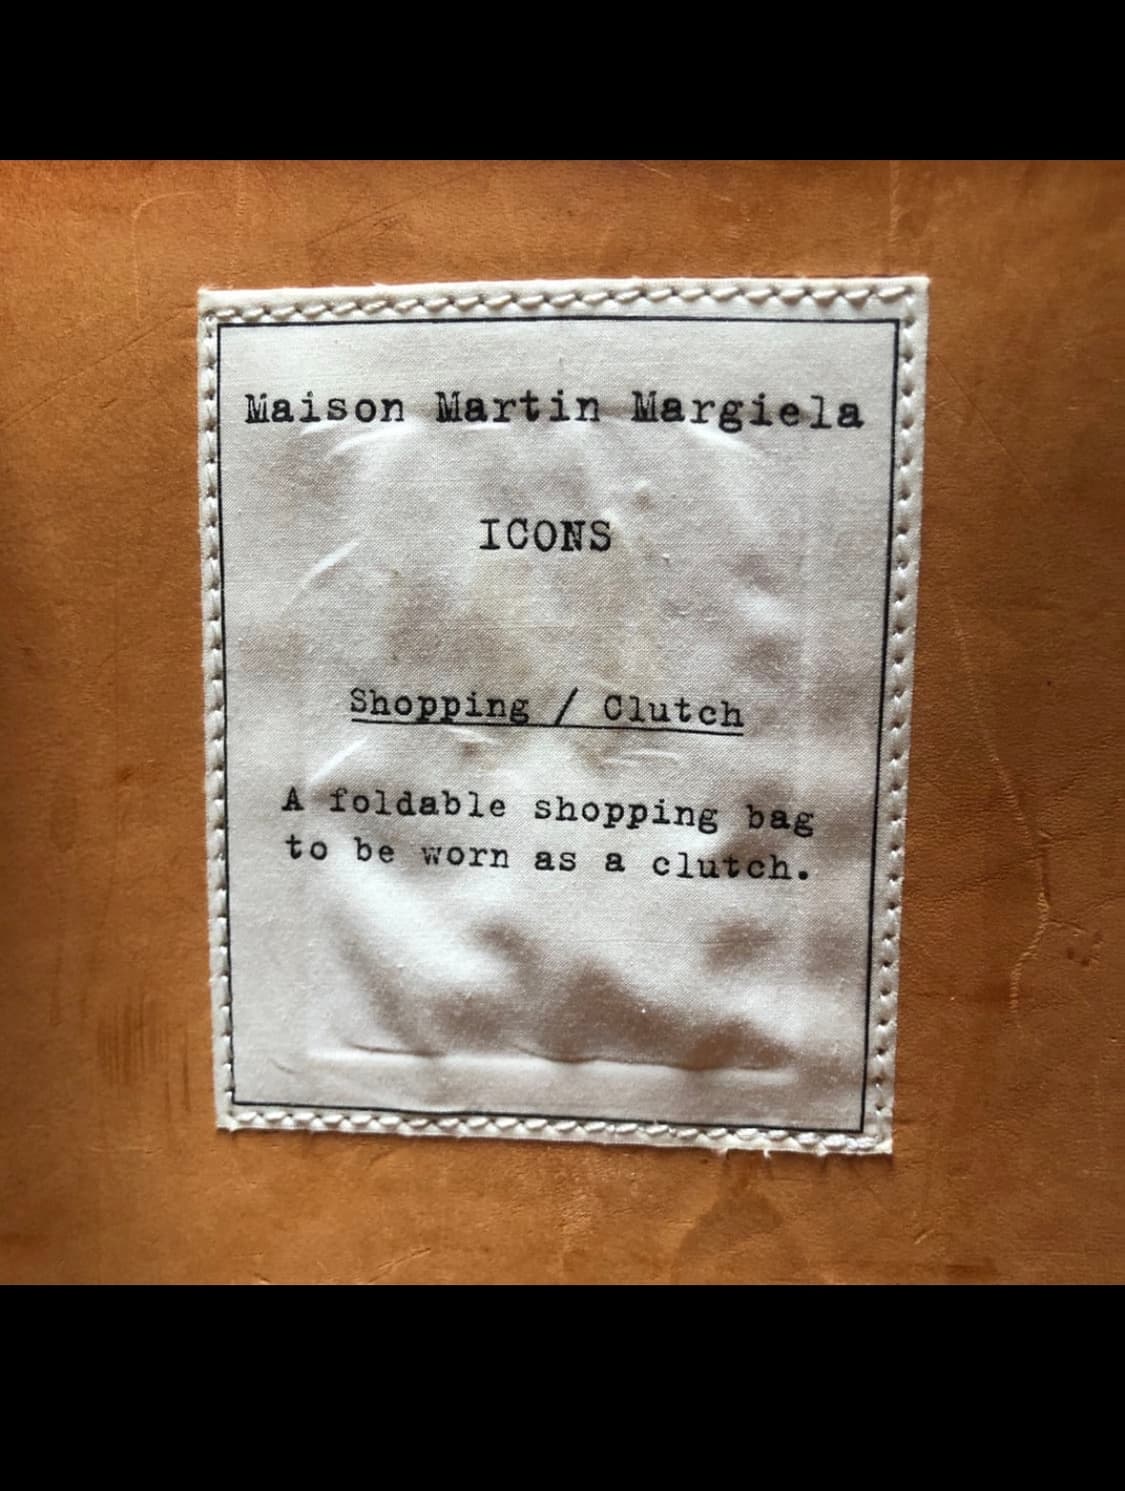 Maison Martin Margiela
ICONS
Shopping / Clutch
A foldable shopping bag
to be worn as a clutch.